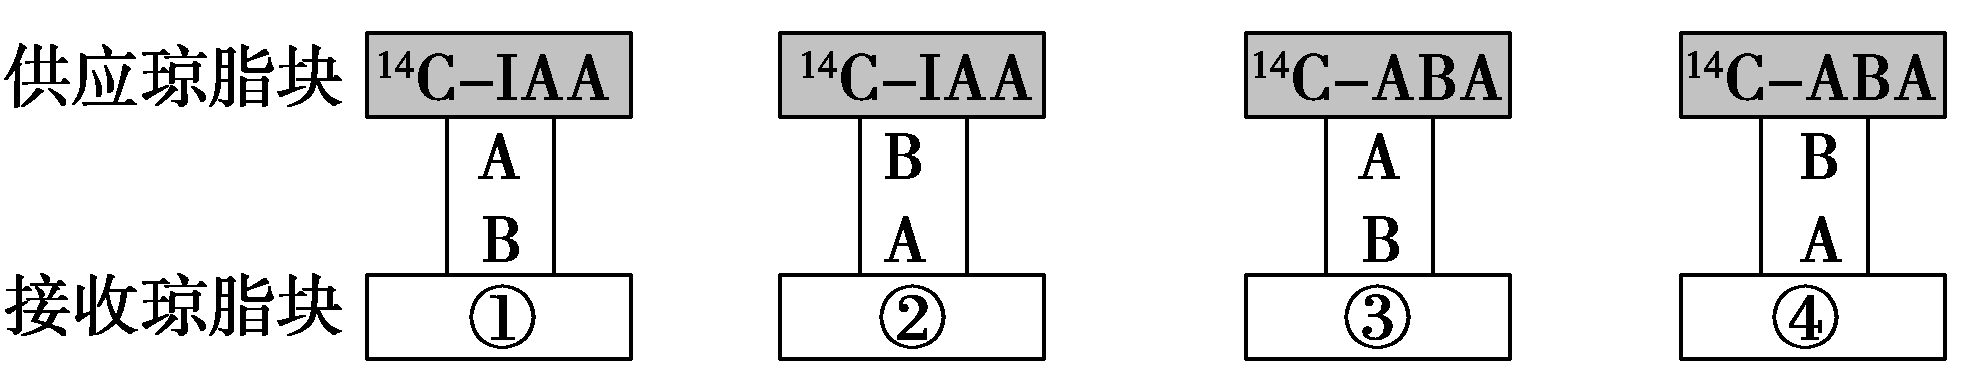 供应琼脂块 ¹⁴C–IAA ¹⁴C–IAA ¹⁴C–ABA ¹⁴C–ABA
A B A B
B A B A
接收琼脂块 ① ② ③ ④